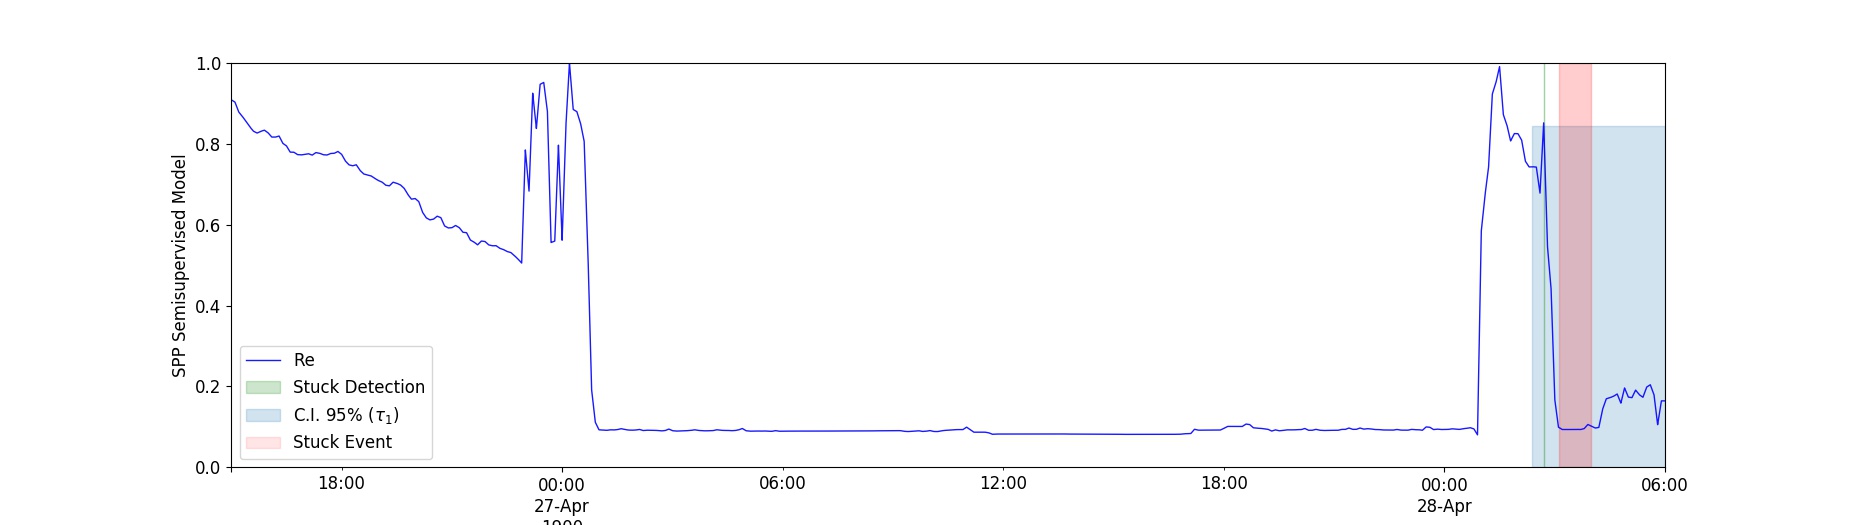 SPP Semisupervised Model
1.0
0.8
0.6
0.4
0.2
0.0
Re
Stuck Detection
C.I. 95% (τ₁)
Stuck Event
18:00
00:00
06:00
12:00
18:00
00:00
06:00
27-Apr
28-Apr
1900